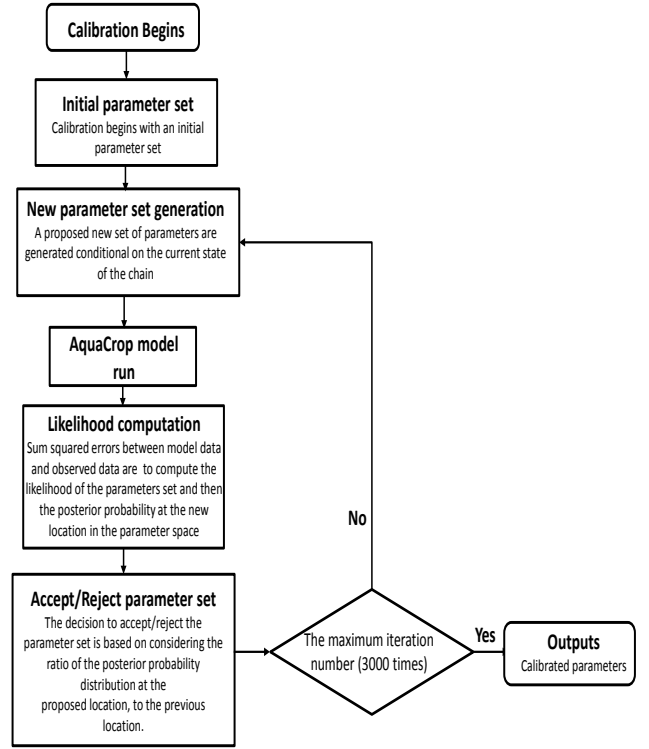 Calibration Begins
Initial parameter set
Calibration begins with an initial
parameter set
New parameter set generation
A proposed new set of parameters are
generated conditional on the current state
of the chain
AquaCrop model
run
Likelihood computation
Sum squared errors between model data
and observed data are to compute the
likelihood of the parameters set and then
the posterior probability at the new
location in the parameter space
Accept/Reject parameter set
The decision to accept/reject the
parameter set is based on considering the
ratio of the posterior probability
distribution at the
proposed location, to the previous
location.
No
The maximum iteration
number (3000 times)
Yes
Outputs
Calibrated parameters